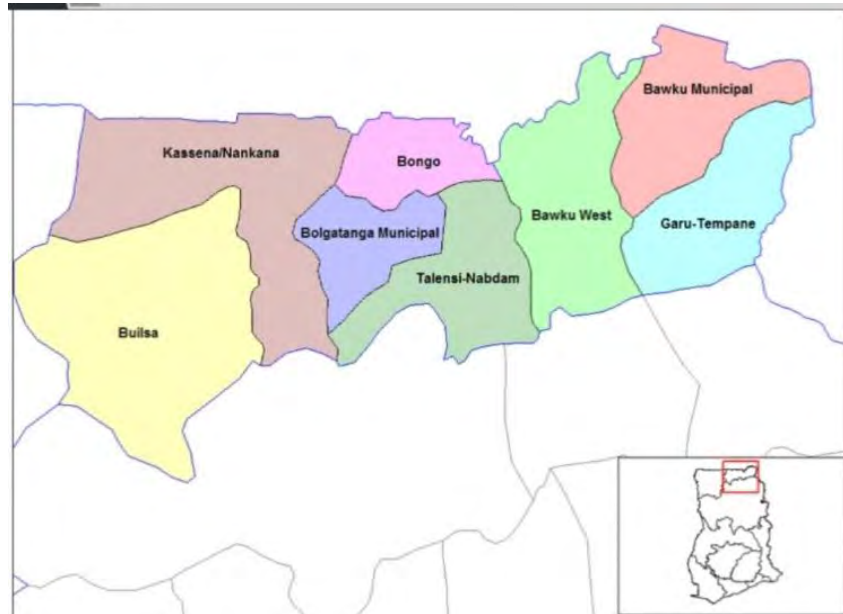 Bawku Municipal
Kassena/Nankana
Bongo
Bawku West
Garu-Tempane
Bolgatanga Municipal
Talensi-Nabdam
Builsa